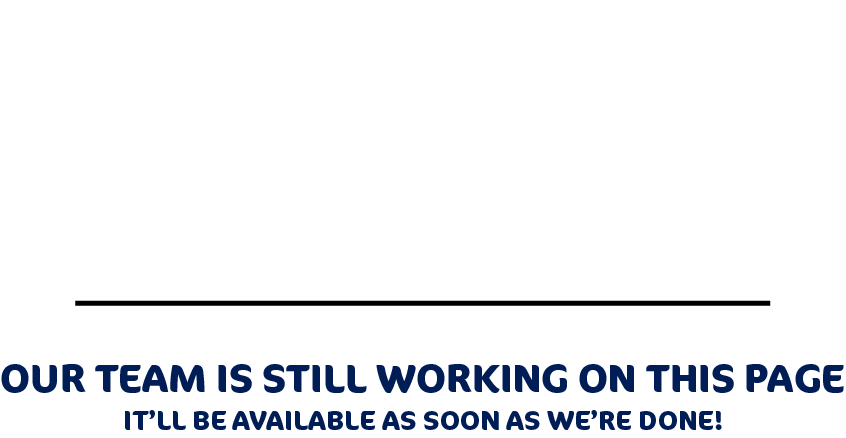 OUR TEAM IS STILL WORKING ON THIS PAGE
IT’LL BE AVAILABLE AS SOON AS WE’RE DONE!